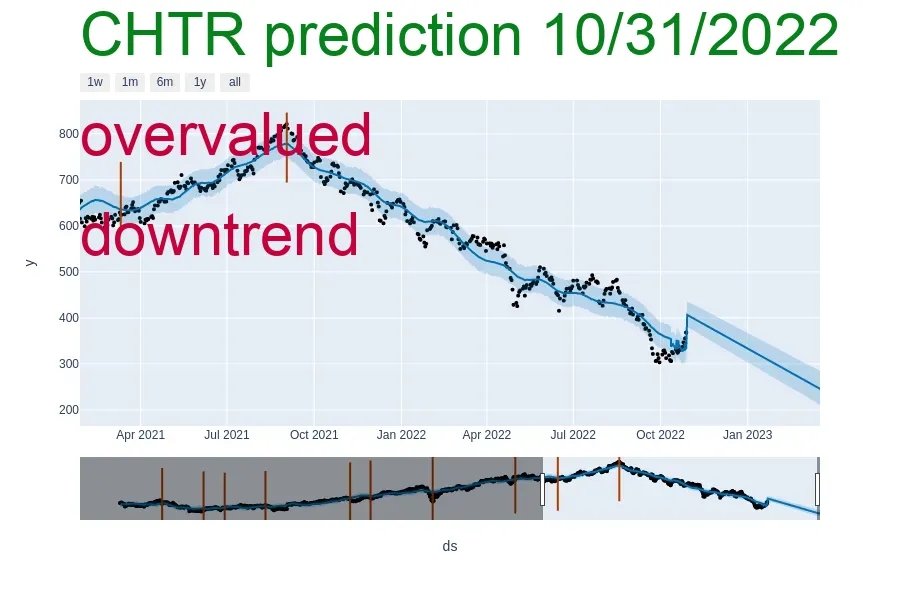 CHTR prediction 10/31/2022
1w 1m 6m 1y all
overvalued
downtrend
800
700
600
500
400
300
200
y
Apr 2021 Jul 2021 Oct 2021 Jan 2022 Apr 2022 Jul 2022 Oct 2022 Jan 2023
ds